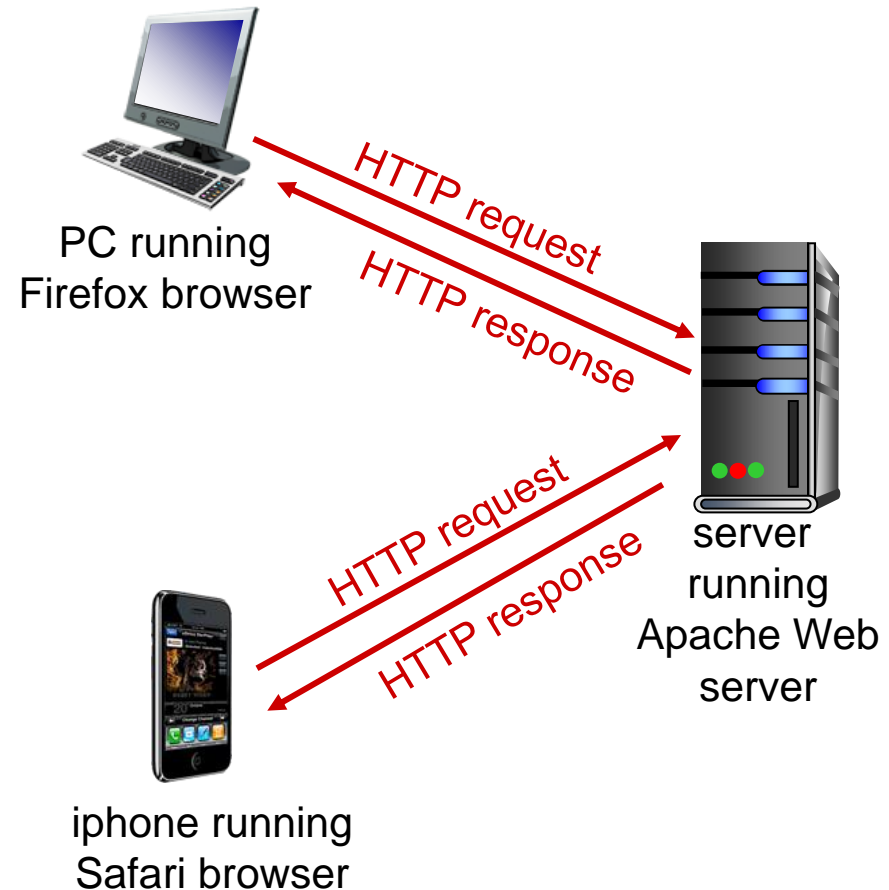 HTTP request
HTTP response
PC running
Firefox browser
HTTP request
HTTP response
server
running
Apache Web
server
iphone running
Safari browser